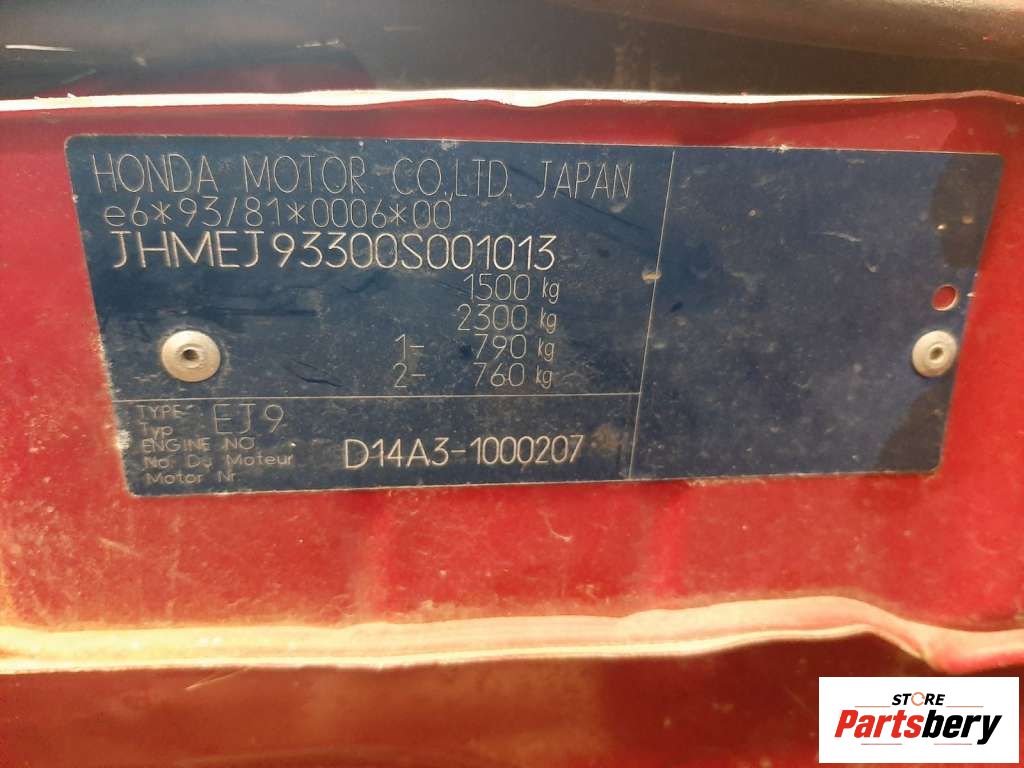 HONDA MOTOR CO.,LTD. JAPAN
e6*93/81*0006*00
JHMEJ93300S001013
1500 kg
2300 kg
1- 790 kg
2- 760 kg
TYPE
Typ EJ9
ENGINE NO.
No. Du Moteur D14A3-1000207
Motor Nr.
STORE
Partsbery